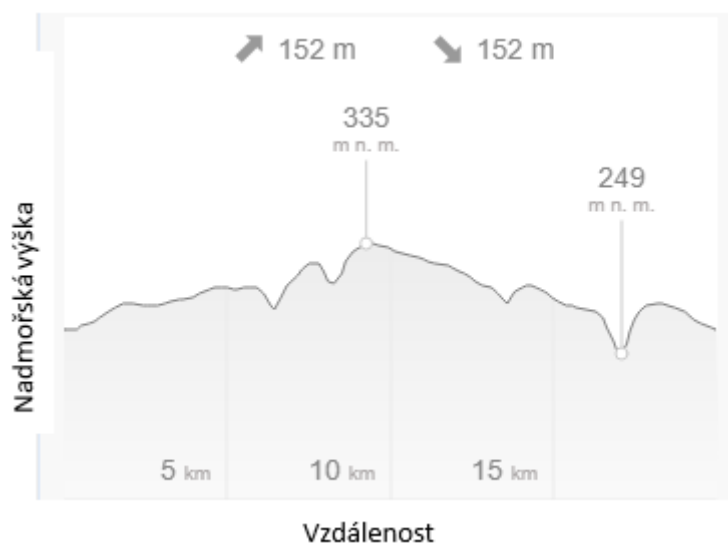 152 m 152 m
335
m n. m.
249
m n. m.
Nadmořská výška
5 km 10 km 15 km
Vzdálenost